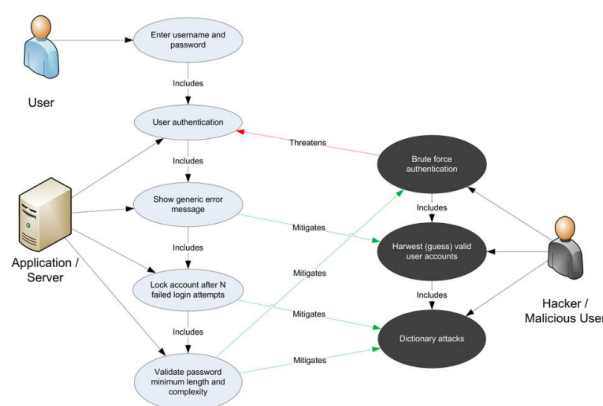 Enter username and
password
User
Includes
User authentication
Threatens
Brute force
authentication
Includes
Show generic error
message
Includes
Mitigates
Harvest (guess) valid
user accounts
Application /
Server
Includes
Mitigates
Lock account after N
failed login attempts
Mitigates
Includes
Hacker /
Malicious User
Dictionary attacks
Includes
Mitigates
Validate password
minimum length and
complexity